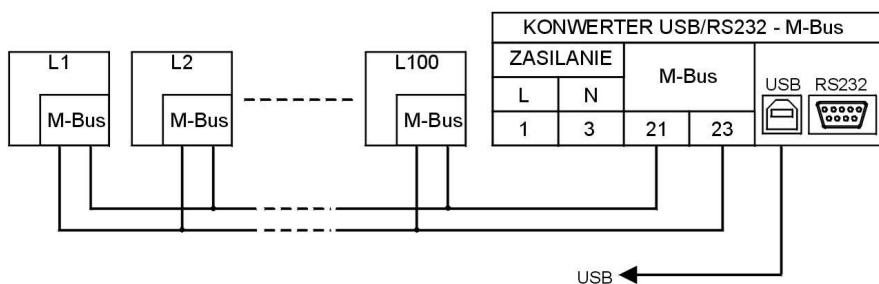 KONWERTER USB/RS232 - M-Bus
ZASILANIE
M-Bus
USB RS232
L N
1 3 21 23
L1 L2 L100
M-Bus M-Bus M-Bus
USB